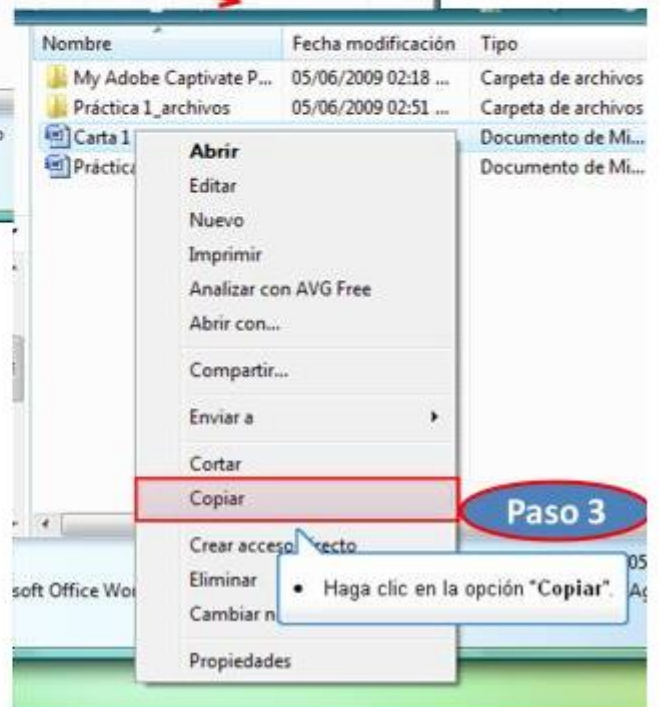 Nombre Fecha modificación Tipo
My Adobe Captivate P... 05/06/2009 02:18 ... Carpeta de archivos
Práctica 1_archivos 05/06/2009 02:51 ... Carpeta de archivos
Carta 1 Documento de Mi...
Práctica Documento de Mi...
Abrir
Editar
Nuevo
Imprimir
Analizar con AVG Free
Abrir con...
Compartir...
Enviar a
Cortar
Copiar
Paso 3
Crear acceso
Eliminar
• Haga clic en la opción "Copiar".
Cambiar n
Propiedades
soft Office Wor
05